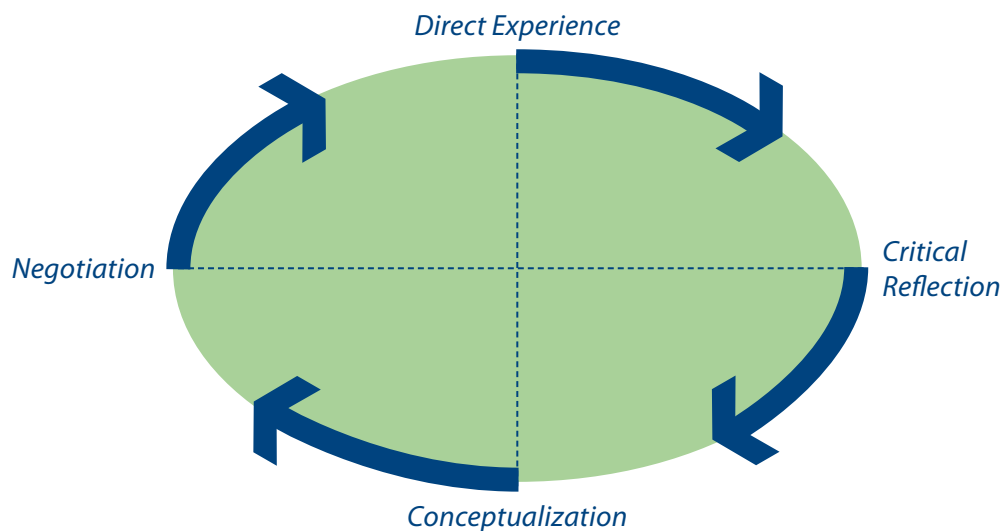 Direct Experience
Negotiation
Critical
Reflection
Conceptualization